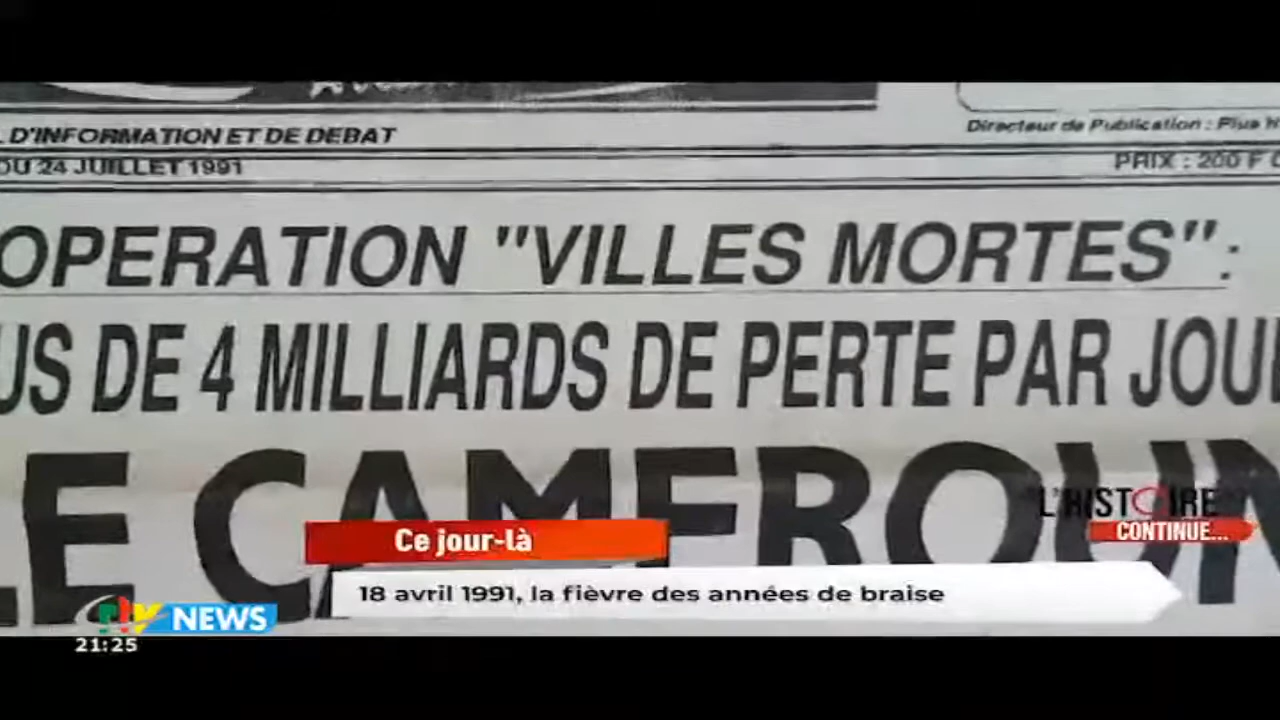 D'INFORMATION ET DE DEBAT
Directeur de Publication :
DU 24 JUILLET 1991
PRIX : 200 F
OPERATION "VILLES MORTES":
US DE 4 MILLIARDS DE PERTE PAR JOU
LE CAMEROUN
L'HISTOIRE
CONTINUE...
Ce jour-là
18 avril 1991, la fièvre des années de braise
NEWS
21:25